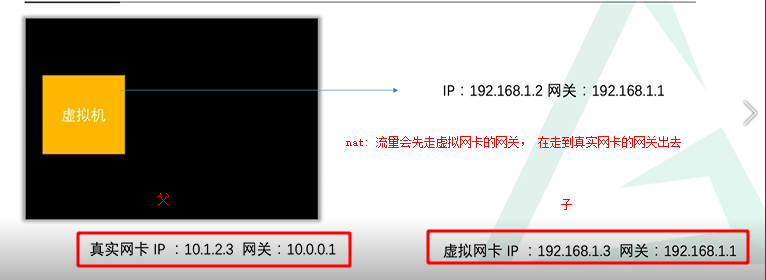 虚拟机
IP：192.168.1.2 网关：192.168.1.1
nat: 流量会先走虚拟网卡的网关， 在走到真实网卡的网关出去
父
子
真实网卡 IP ：10.1.2.3 网关：10.0.0.1
虚拟网卡 IP ：192.168.1.3 网关：192.168.1.1